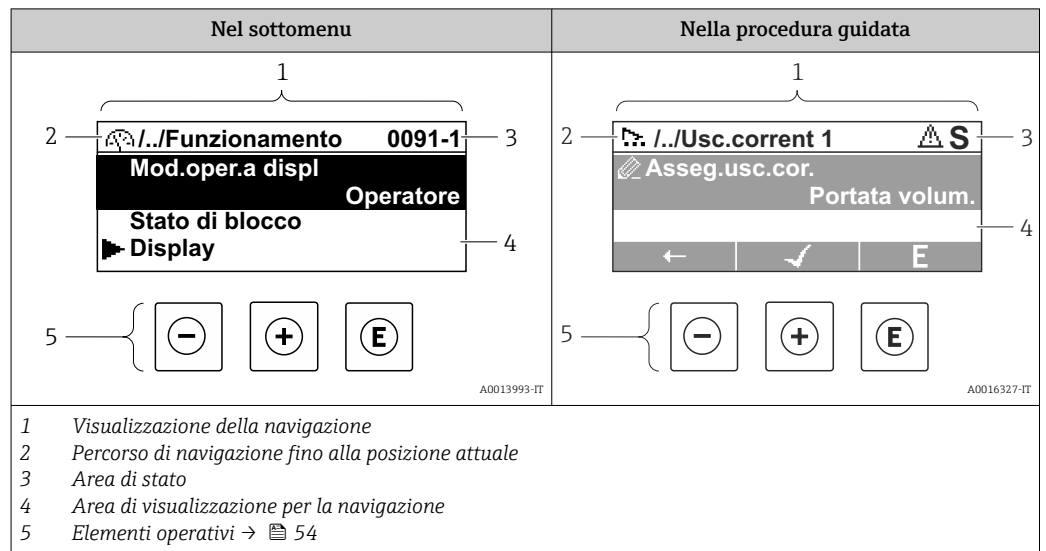 Nel sottomenu
Nella procedura guidata
1
2
/../Funzionamento 0091-1
3
Mod.oper.a displ
Operatore
Stato di blocco
Display
4
5
- + E
A0013993-IT
1
2
/../Usc.corrent 1 S
3
Asseg.usc.cor.
Portata volum.
4
← ✓ E
5
- + E
A0016327-IT
1 Visualizzazione della navigazione
2 Percorso di navigazione fino alla posizione attuale
3 Area di stato
4 Area di visualizzazione per la navigazione
5 Elementi operativi → 54